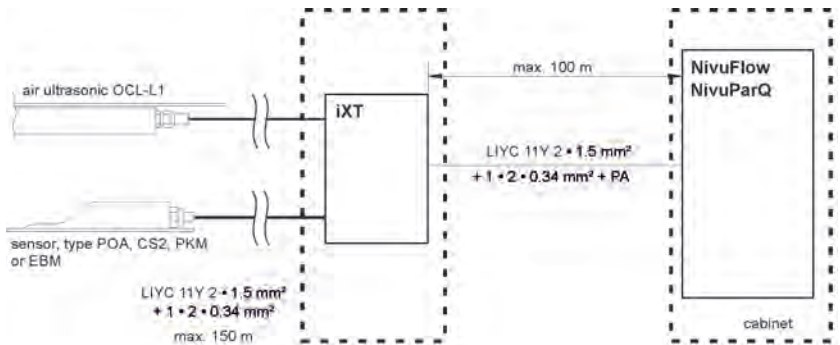 air ultrasonic OCL-L1
iXT
max. 100 m
NivuFlow
NivuParQ
LIYC 11Y 2 • 1.5 mm²
+ 1 • 2 • 0.34 mm² + PA
sensor, type POA, CS2, PKM
or EBM
LIYC 11Y 2 • 1.5 mm²
+ 1 • 2 • 0.34 mm²
max. 150 m
cabinet